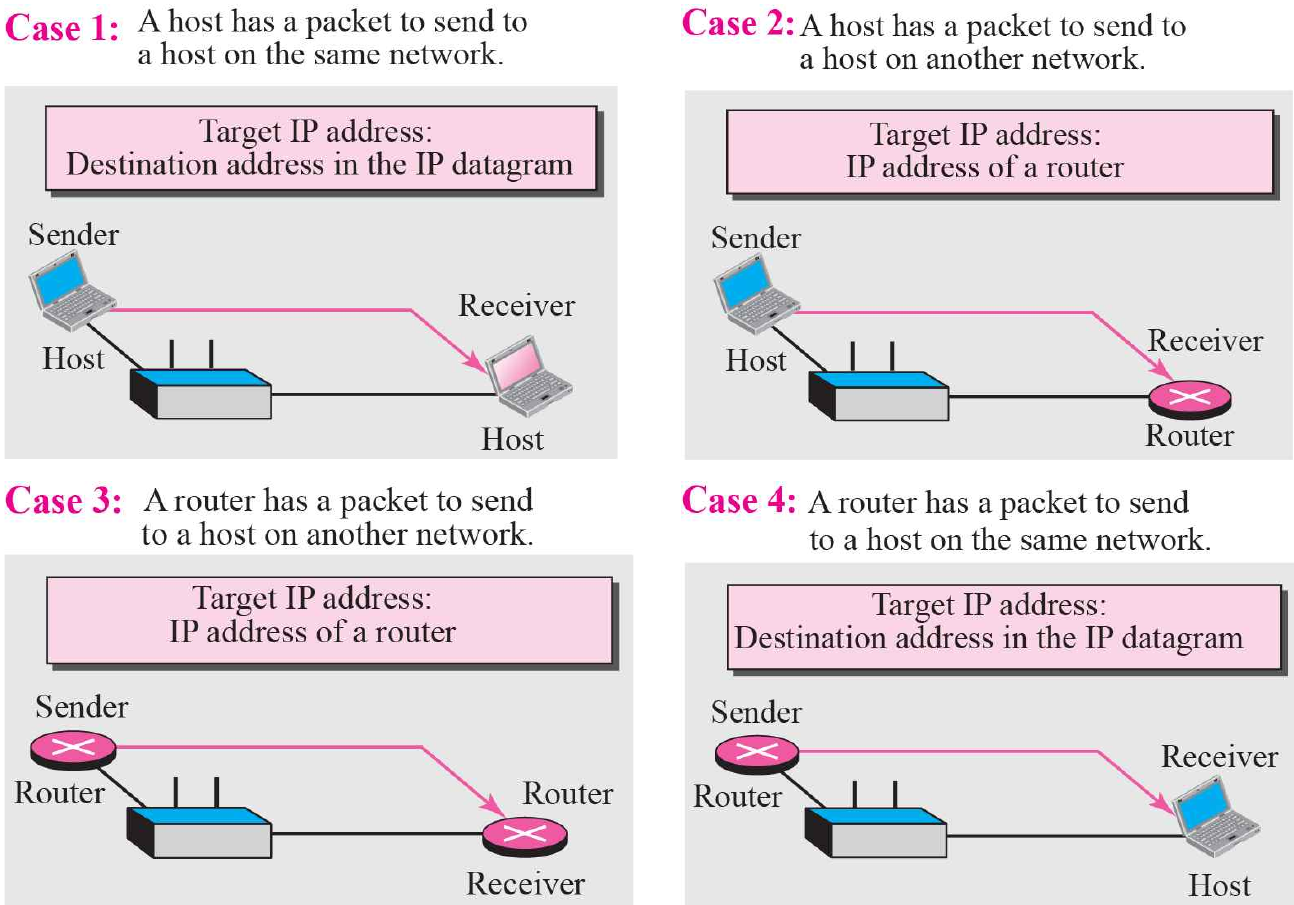 Case 1: A host has a packet to send to
a host on the same network.
Target IP address:
Destination address in the IP datagram
Sender
Receiver
Host
Host
Case 2: A host has a packet to send to
a host on another network.
Target IP address:
IP address of a router
Sender
Receiver
Host
Router
Case 3: A router has a packet to send
to a host on another network.
Target IP address:
IP address of a router
Sender
Router
Router
Receiver
Case 4: A router has a packet to send
to a host on the same network.
Target IP address:
Destination address in the IP datagram
Sender
Receiver
Router
Host